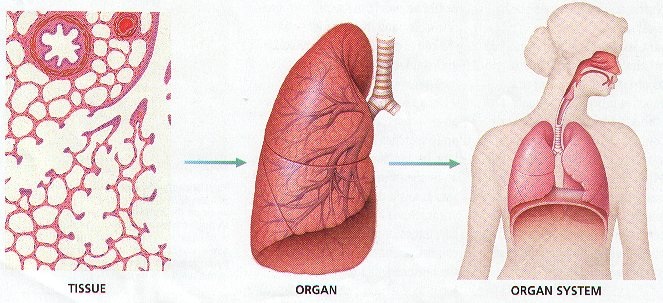 TISSUE
ORGAN
ORGAN SYSTEM